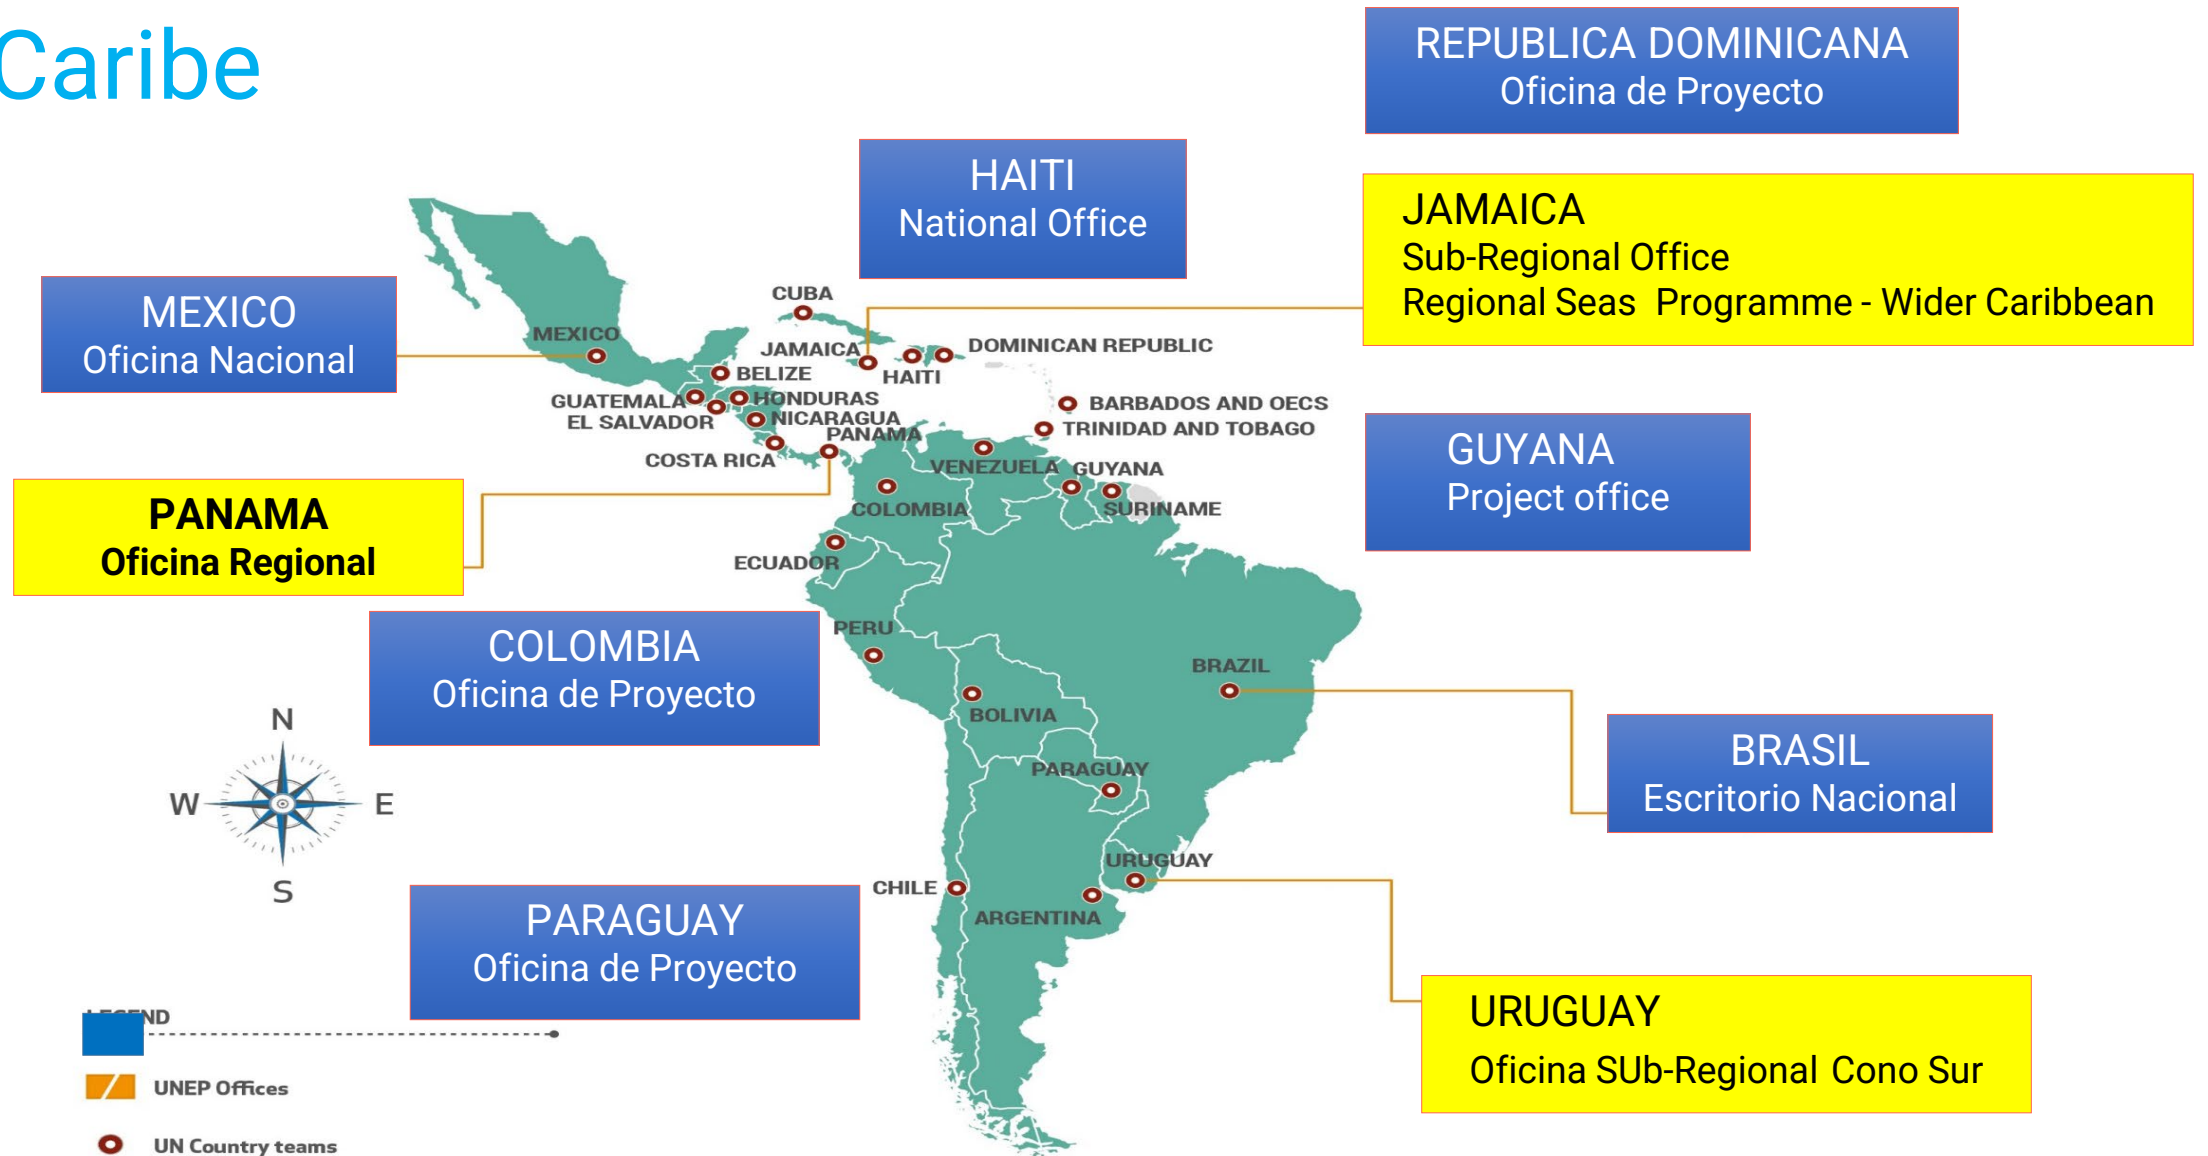 Caribe
REPUBLICA DOMINICANA
Oficina de Proyecto
HAITI
National Office
JAMAICA
Sub-Regional Office
Regional Seas Programme - Wider Caribbean
MEXICO
Oficina Nacional
CUBA
MEXICO
JAMAICA
DOMINICAN REPUBLIC
BELIZE
HAITI
GUATEMALA
HONDURAS
EL SALVADOR
NICARAGUA
BARBADOS AND OECS
TRINIDAD AND TOBAGO
PANAMA
COSTA RICA
VENEZUELA
GUYANA
GUYANA
Project office
PANAMA
Oficina Regional
COLOMBIA
SURINAME
ECUADOR
COLOMBIA
Oficina de Proyecto
PERU
BRAZIL
BOLIVIA
N
W
E
S
BRASIL
Escritorio Nacional
PARAGUAY
URUGUAY
CHILE
ARGENTINA
PARAGUAY
Oficina de Proyecto
URUGUAY
Oficina SUb-Regional Cono Sur
UNEP Offices
UN Country teams